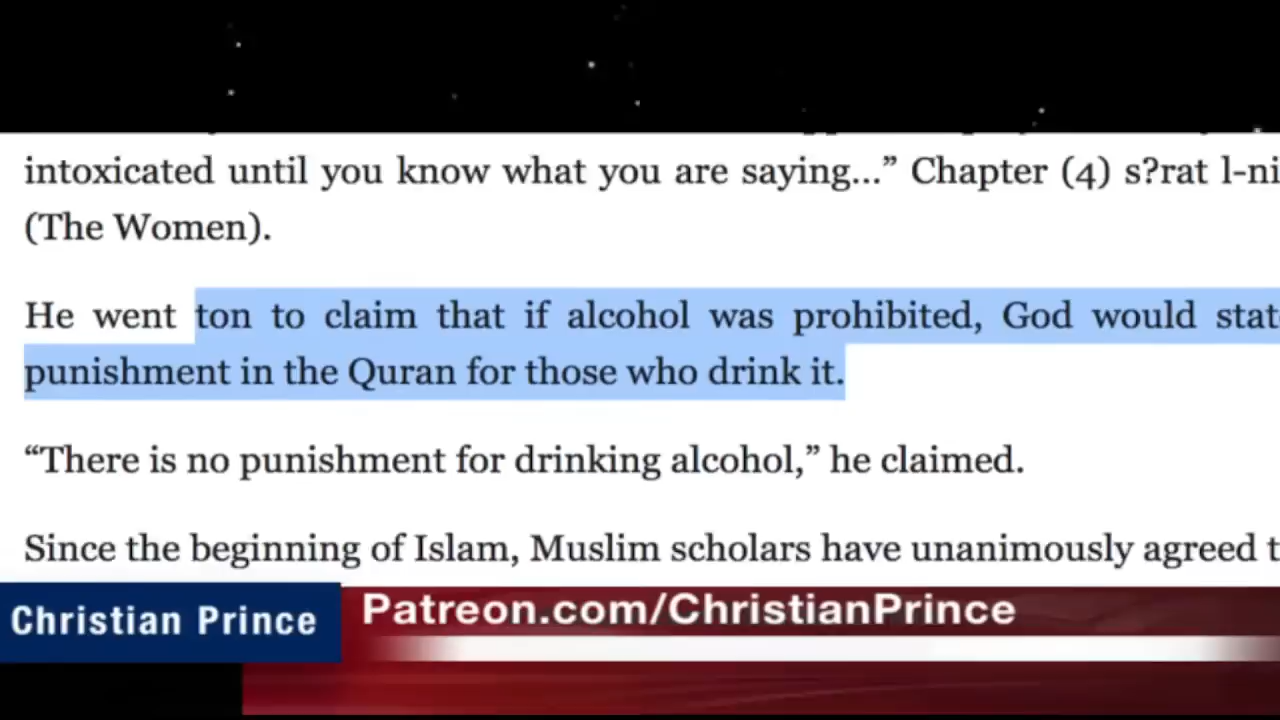 intoxicated until you know what you are saying...” Chapter (4) s?rat l-ni
(The Women).
He went ton to claim that if alcohol was prohibited, God would stat
punishment in the Quran for those who drink it.
“There is no punishment for drinking alcohol,” he claimed.
Since the beginning of Islam, Muslim scholars have unanimously agreed t
Christian Prince
Patreon.com/ChristianPrince